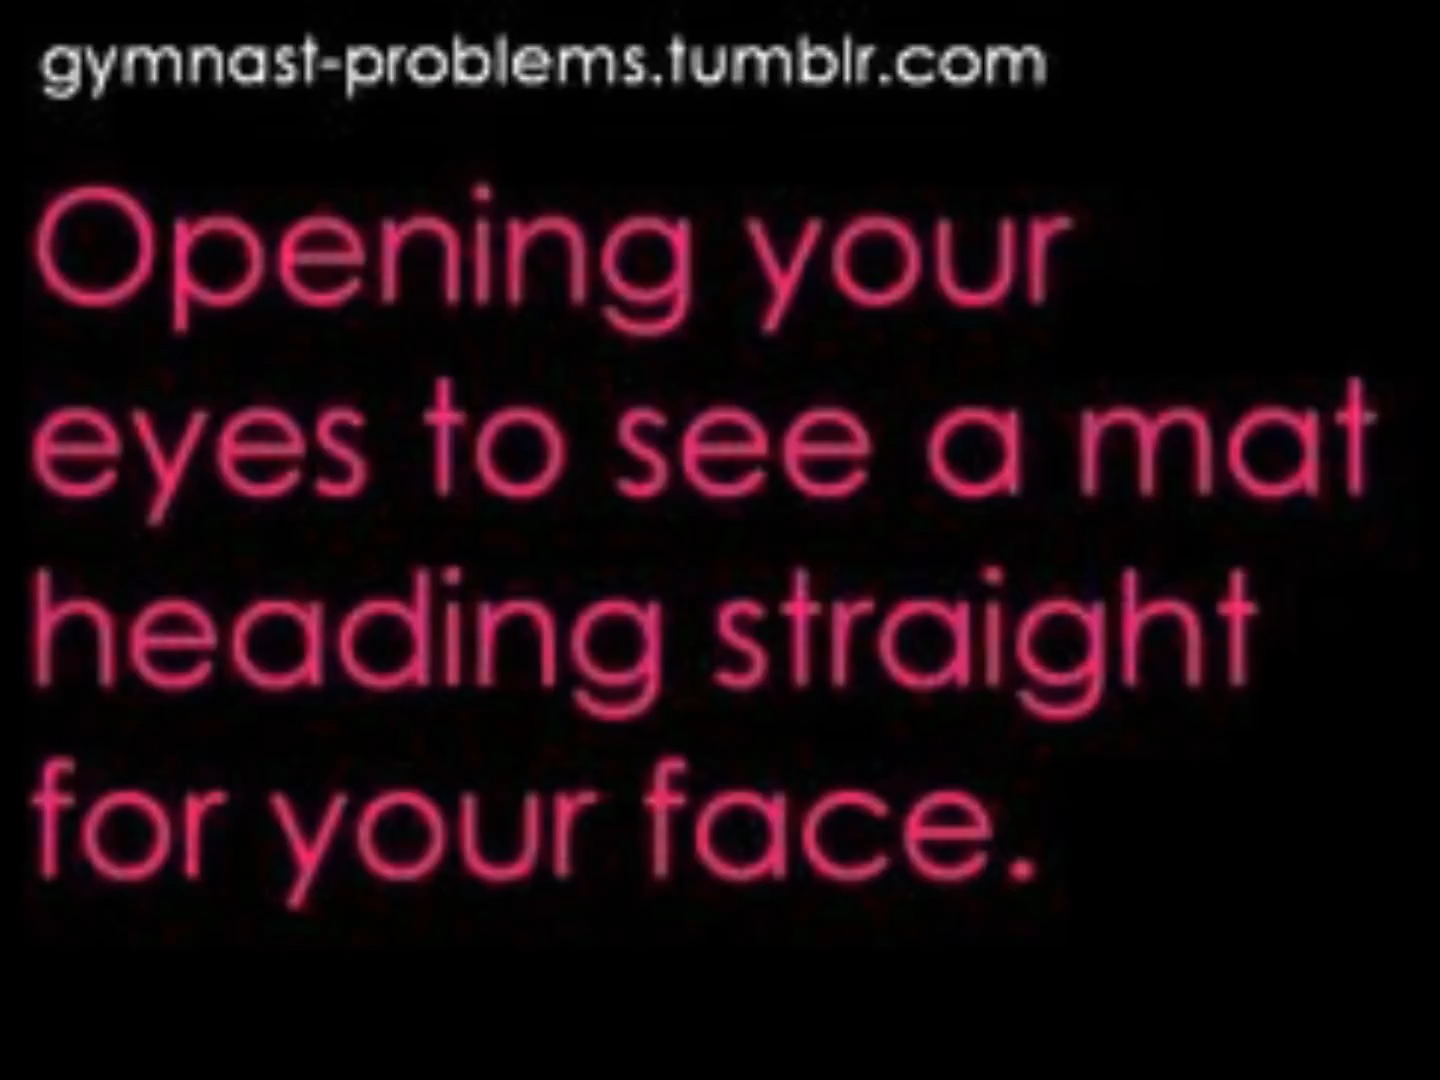 gymnast-problems.tumblr.com
Opening your
eyes to see a mat
heading straight
for your face.